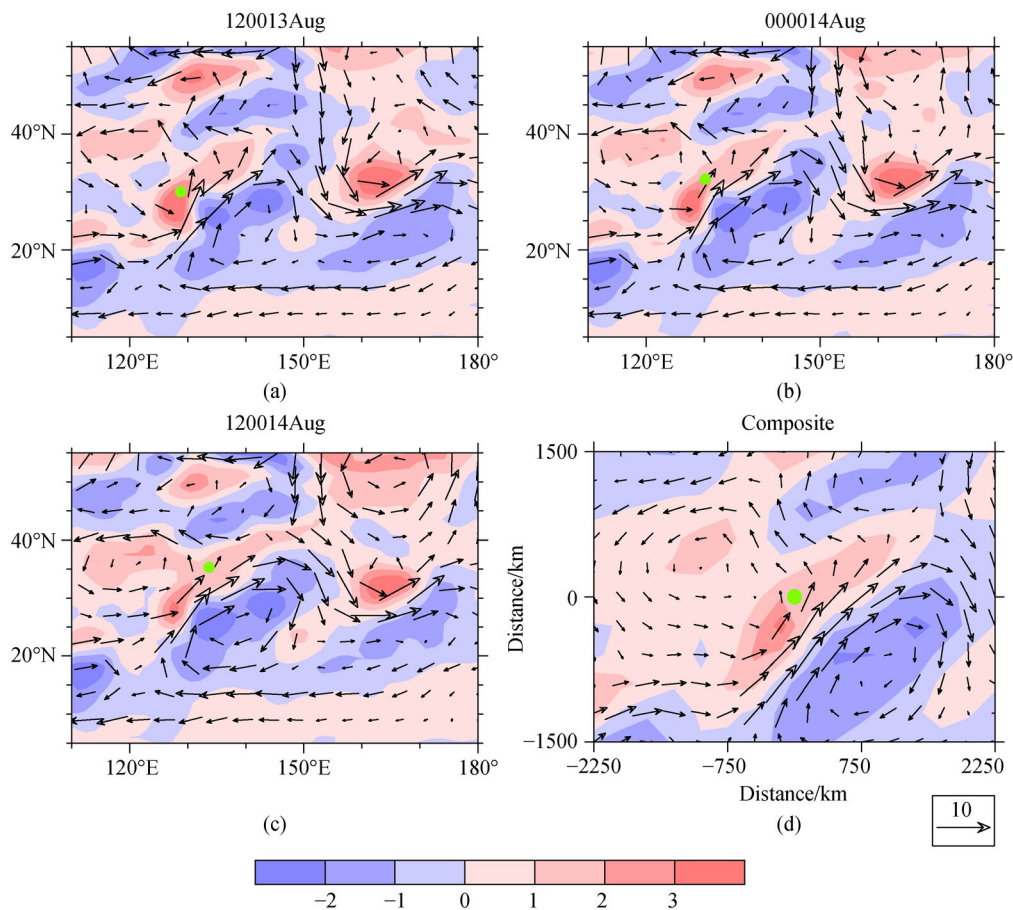 120013Aug
000014Aug
40°N
20°N
120°E
150°E
180°
(a)
40°N
20°N
120°E
150°E
180°
(b)
120014Aug
Composite
40°N
20°N
120°E
150°E
180°
(c)
Distance/km
1500
0
−1500
−2250
−750
750
2250
Distance/km
(d)
10
−2
−1
0
1
2
3